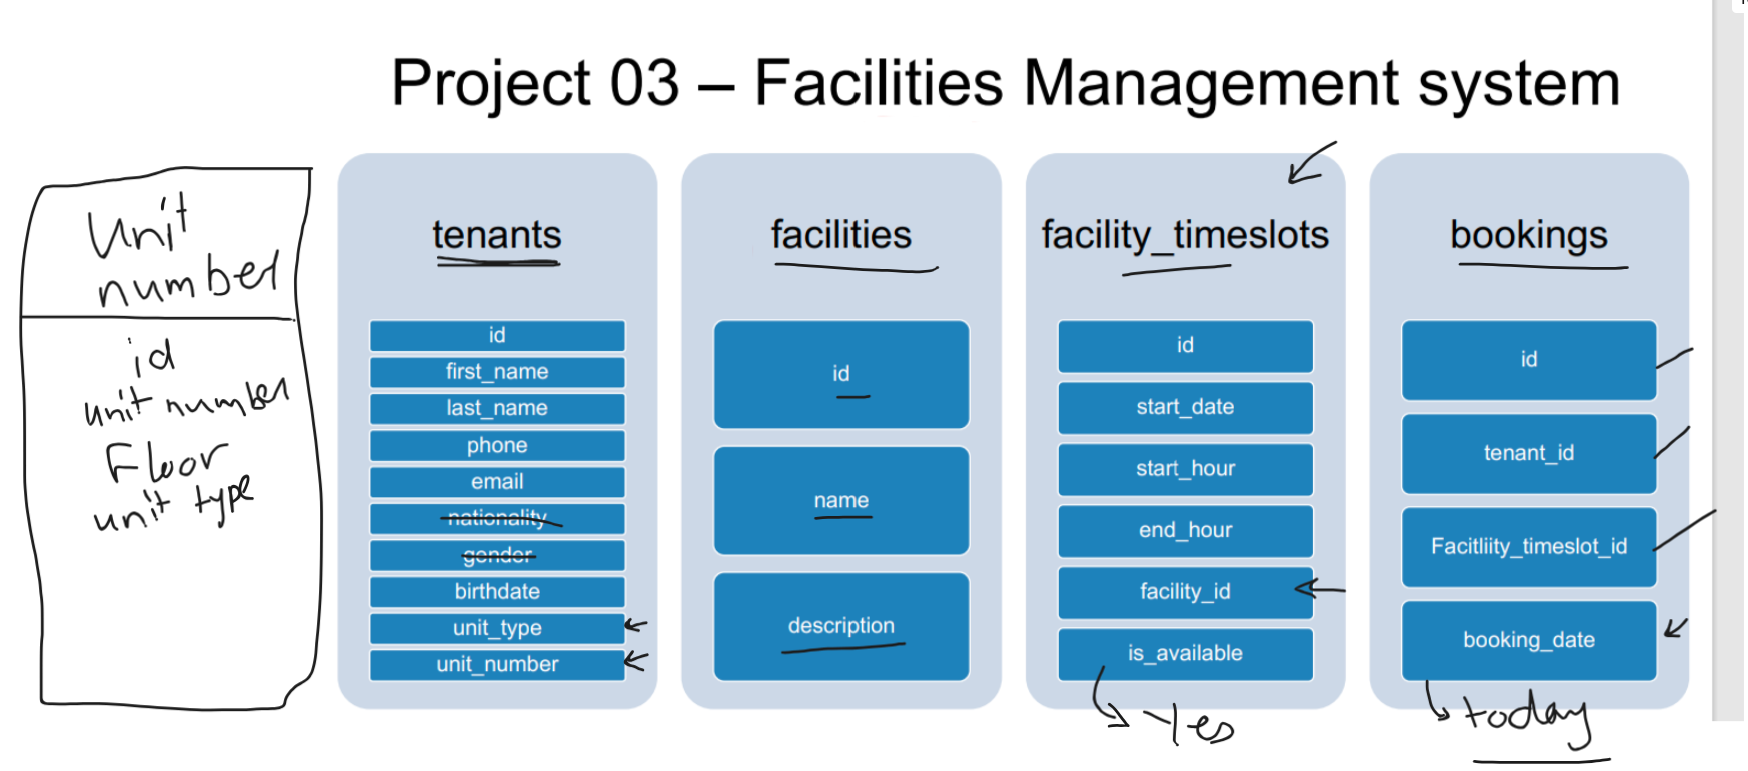 Project 03 – Facilities Management system
Unit
number
id
unit number
Floor
unit type
tenants
id
first_name
last_name
phone
email
nationality
gender
birthdate
unit_type
unit_number
facilities
id
name
description
facility_timeslots
id
start_date
start_hour
end_hour
facility_id
is_available
Yes
bookings
id
tenant_id
Facitliity_timeslot_id
booking_date
today